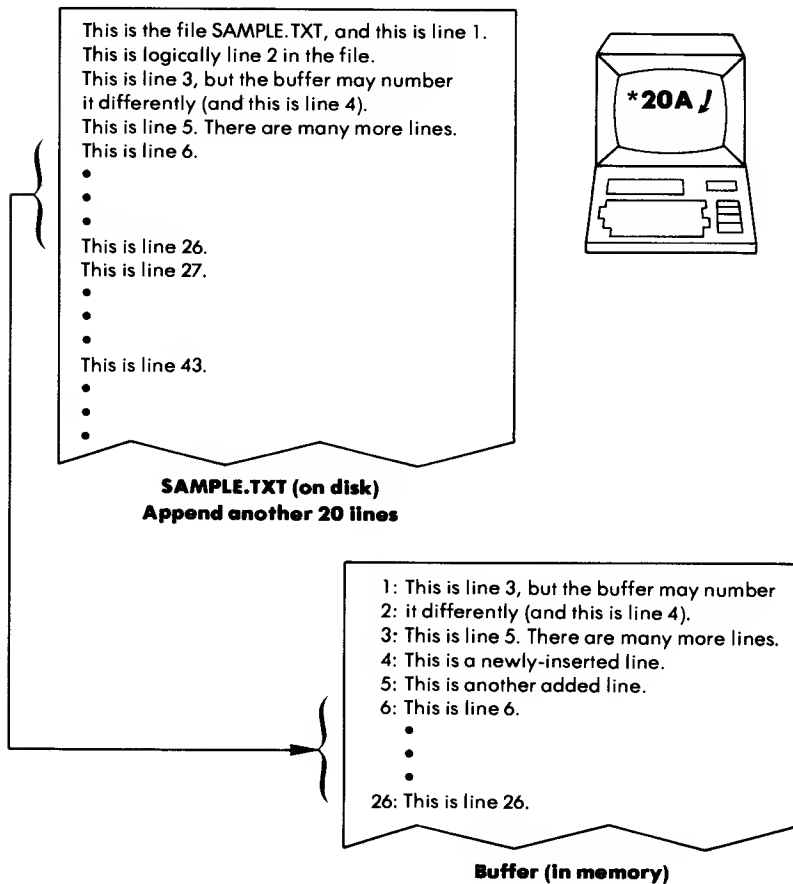 This is the file SAMPLE.TXT, and this is line 1.
This is logically line 2 in the file.
This is line 3, but the buffer may number
it differently (and this is line 4).
This is line 5. There are many more lines.
This is line 6.
•
•
•
This is line 26.
This is line 27.
•
•
•
This is line 43.
•
•
•
SAMPLE.TXT (on disk)
Append another 20 lines
*20A
1: This is line 3, but the buffer may number
2: it differently (and this is line 4).
3: This is line 5. There are many more lines.
4: This is a newly-inserted line.
5: This is another added line.
6: This is line 6.
•
•
•
26: This is line 26.
Buffer (in memory)